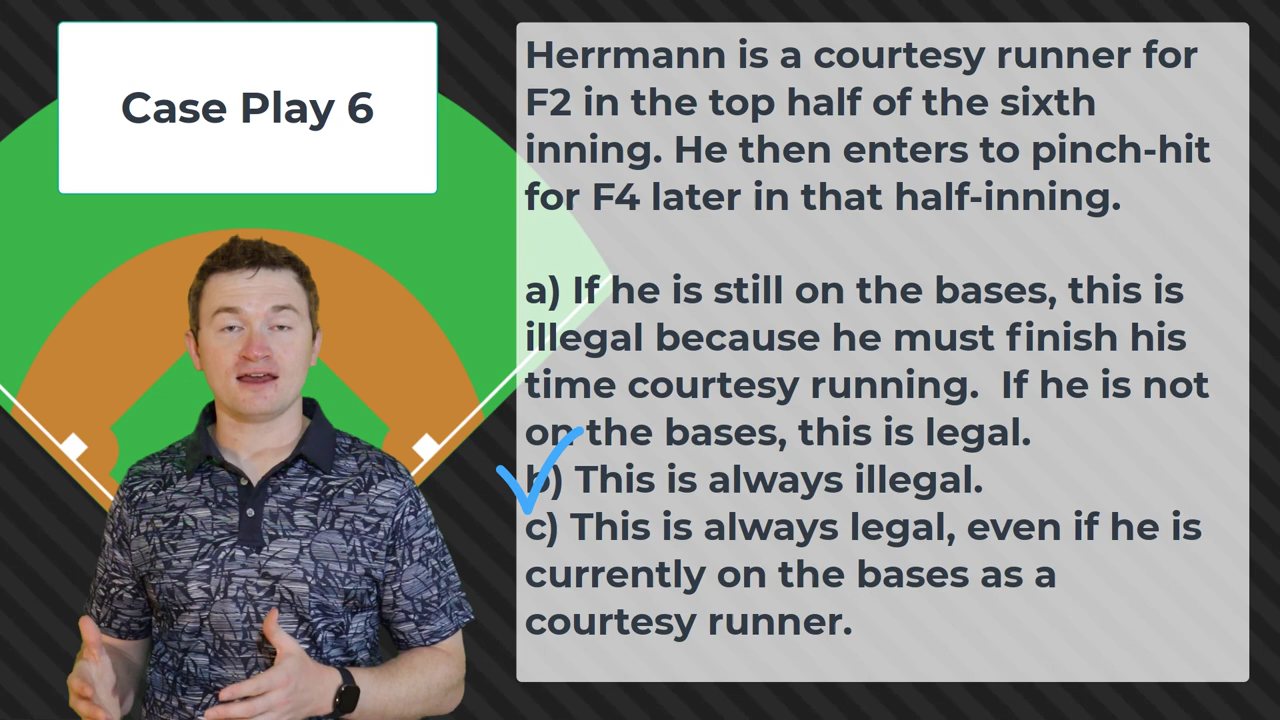 Case Play 6
Herrmann is a courtesy runner for
F2 in the top half of the sixth
inning. He then enters to pinch-hit
for F4 later in that half-inning.
a) If he is still on the bases, this is
illegal because he must finish his
time courtesy running.  If he is not
on the bases, this is legal.
b) This is always illegal.
c) This is always legal, even if he is
currently on the bases as a
courtesy runner.